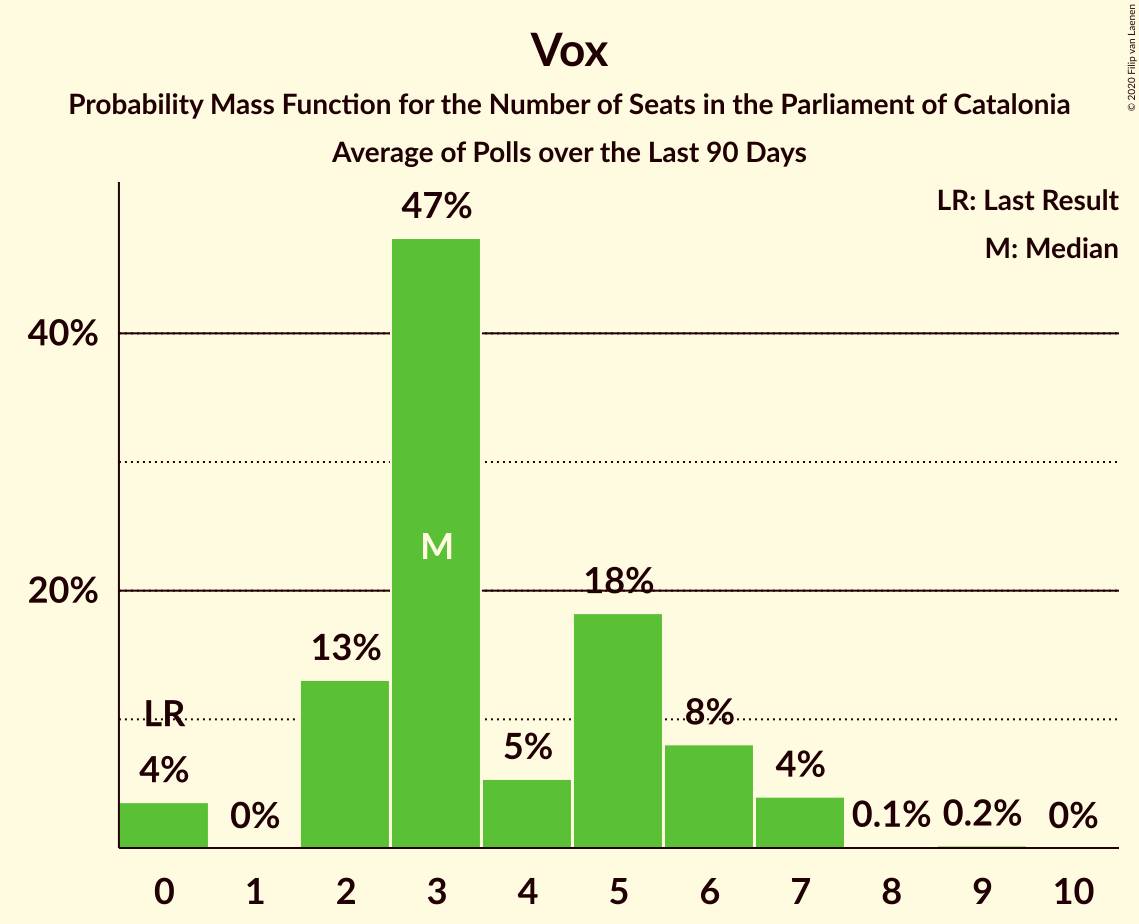 Vox
Probability Mass Function for the Number of Seats in the Parliament of Catalonia
Average of Polls over the Last 90 Days
© 2020 Filip van Laenen
LR: Last Result
M: Median
47%
40%
M
20%
18%
13%
LR
8%
5%
4%
4%
0%
0.1%
0.2%
0%
0 1 2 3 4 5 6 7 8 9 10